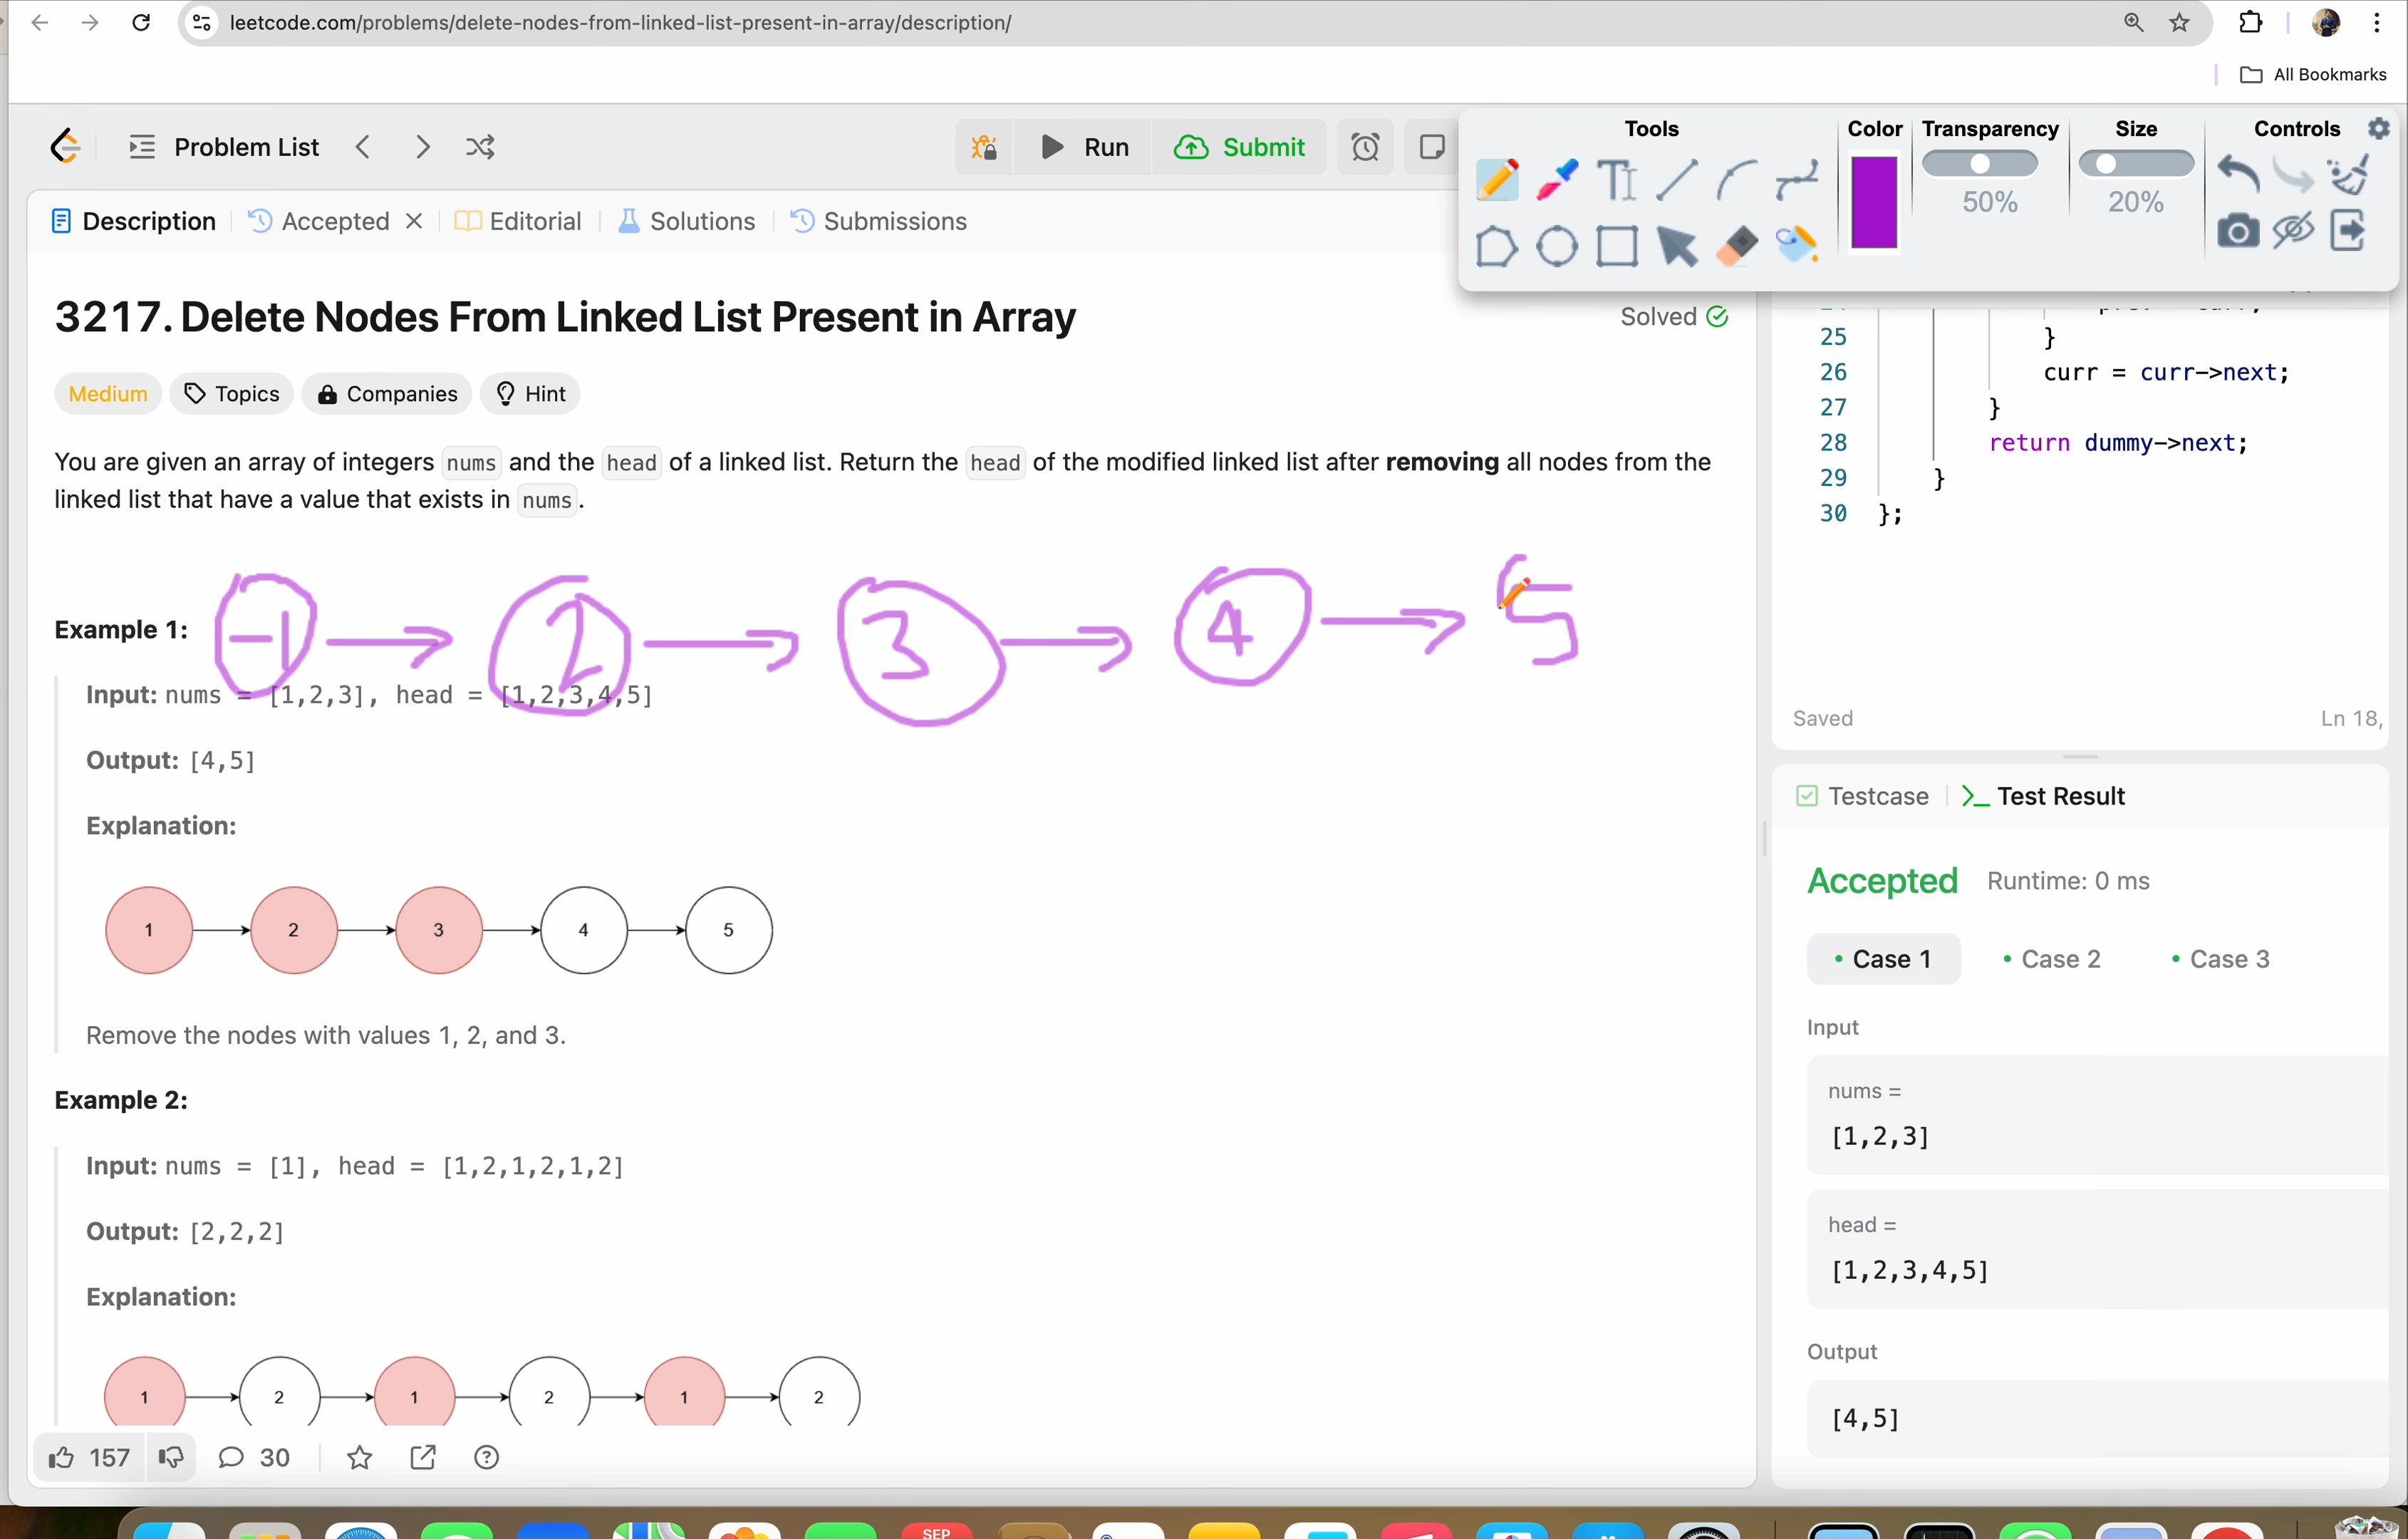 leetcode.com/problems/delete-nodes-from-linked-list-present-in-array/description/
All Bookmarks
Problem List
Run
Submit
Tools
Color
Transparency
Size
Controls
50%
20%
Description
Accepted
Editorial
Solutions
Submissions
3217. Delete Nodes From Linked List Present in Array
Solved
Medium
Topics
Companies
Hint
You are given an array of integers nums and the head of a linked list. Return the head of the modified linked list after removing all nodes from the
linked list that have a value that exists in nums.
-1 2 3 4 5
Example 1:
Input: nums = [1,2,3], head = [1,2,3,4,5]
Output: [4,5]
Explanation:
1 2 3 4 5
Remove the nodes with values 1, 2, and 3.
Example 2:
Input: nums = [1], head = [1,2,1,2,1,2]
Output: [2,2,2]
Explanation:
1 2 1 2 1 2
157
30
25 }
26 curr = curr->next;
27 }
28 return dummy->next;
29 }
30 };
Saved
Ln 18,
Testcase
>_ Test Result
Accepted
Runtime: 0 ms
• Case 1
• Case 2
• Case 3
Input
nums =
[1,2,3]
head =
[1,2,3,4,5]
Output
[4,5]
SEP